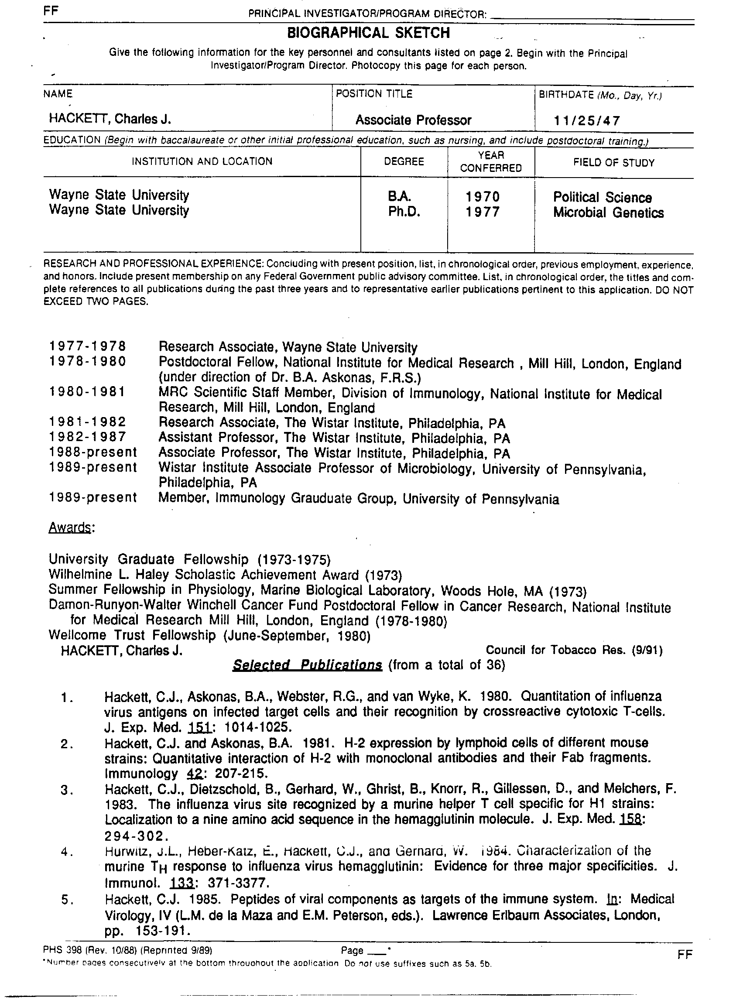 FF
PRINCIPAL INVESTIGATOR/PROGRAM DIRECTOR:
BIOGRAPHICAL SKETCH
Give the following information for the key personnel and consultants listed on page 2. Begin with the Principal
Investigator/Program Director. Photocopy this page for each person.
NAME POSITION TITLE BIRTHDATE (Mo., Day, Yr.)
HACKETT, Charles J. Associate Professor 11/25/47
EDUCATION (Begin with baccalaureate or other initial professional education, such as nursing, and include postdoctoral training.)
INSTITUTION AND LOCATION DEGREE YEAR CONFERRED FIELD OF STUDY
Wayne State University B.A. 1970 Political Science
Wayne State University Ph.D. 1977 Microbial Genetics
RESEARCH AND PROFESSIONAL EXPERIENCE: Concluding with present position, list, in chronological order, previous employment, experience,
and honors. Include present membership on any Federal Government public advisory committee. List, in chronological order, the titles and com-
plete references to all publications during the past three years and to representative earlier publications pertinent to this application. DO NOT
EXCEED TWO PAGES.
1977-1978 Research Associate, Wayne State University
1978-1980 Postdoctoral Fellow, National Institute for Medical Research , Mill Hill, London, England
(under direction of Dr. B.A. Askonas, F.R.S.)
1980-1981 MRC Scientific Staff Member, Division of Immunology, National Institute for Medical
Research, Mill Hill, London, England
1981-1982 Research Associate, The Wistar Institute, Philadelphia, PA
1982-1987 Assistant Professor, The Wistar Institute, Philadelphia, PA
1988-present Associate Professor, The Wistar Institute, Philadelphia, PA
1989-present Wistar Institute Associate Professor of Microbiology, University of Pennsylvania,
Philadelphia, PA
1989-present Member, Immunology Grauduate Group, University of Pennsylvania
Awards:
University Graduate Fellowship (1973-1975)
Wilhelmine L. Haley Scholastic Achievement Award (1973)
Summer Fellowship in Physiology, Marine Biological Laboratory, Woods Hole, MA (1973)
Damon-Runyon-Walter Winchell Cancer Fund Postdoctoral Fellow in Cancer Research, National Institute
for Medical Research Mill Hill, London, England (1978-1980)
Wellcome Trust Fellowship (June-September, 1980)
HACKETT, Charles J. Council for Tobacco Res. (9/91)
Selected Publications (from a total of 36)
1. Hackett, C.J., Askonas, B.A., Webster, R.G., and van Wyke, K. 1980. Quantitation of influenza
virus antigens on infected target cells and their recognition by crossreactive cytotoxic T-cells.
J. Exp. Med. 151: 1014-1025.
2. Hackett, C.J. and Askonas, B.A. 1981. H-2 expression by lymphoid cells of different mouse
strains: Quantitative interaction of H-2 with monoclonal antibodies and their Fab fragments.
Immunology 42: 207-215.
3. Hackett, C.J., Dietzschold, B., Gerhard, W., Ghrist, B., Knorr, R., Gillessen, D., and Melchers, F.
1983. The influenza virus site recognized by a murine helper T cell specific for H1 strains:
Localization to a nine amino acid sequence in the hemagglutinin molecule. J. Exp. Med. 158:
294-302.
4. Hurwitz, J.L., Heber-Katz, E., Hackett, C.J., and Gerhard, W. 1984. Characterization of the
murine TH response to influenza virus hemagglutinin: Evidence for three major specificities. J.
Immunol. 133: 371-3377.
5. Hackett, C.J. 1985. Peptides of viral components as targets of the immune system. In: Medical
Virology, IV (L.M. de la Maza and E.M. Peterson, eds.). Lawrence Erlbaum Associates, London,
pp. 153-191.
PHS 398 (Rev. 10/88) (Reprinted 9/89) Page ___* FF
*Number pages consecutively at the bottom throughout the application. Do not use suffixes such as 5a, 5b.